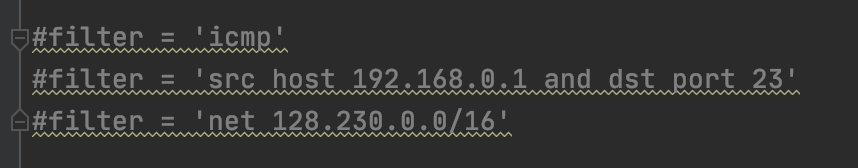 #filter = 'icmp'
#filter = 'src host 192.168.0.1 and dst port 23'
#filter = 'net 128.230.0.0/16'